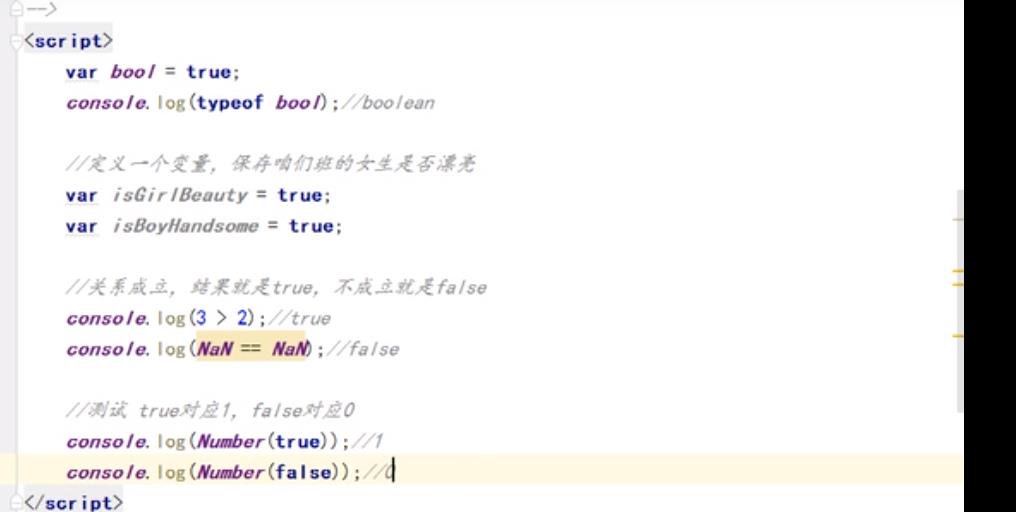 -->
<script>
var bool = true;
console.log(typeof bool);//boolean
//定义一个变量，保存咱们班的女生是否漂亮
var isGirlBeauty = true;
var isBoyHandsome = true;
//关系成立，结果就是true，不成立就是false
console.log(3 > 2);//true
console.log(NaN == NaN);//false
//测试 true对应1，false对应0
console.log(Number(true));//1
console.log(Number(false));//0
</script>